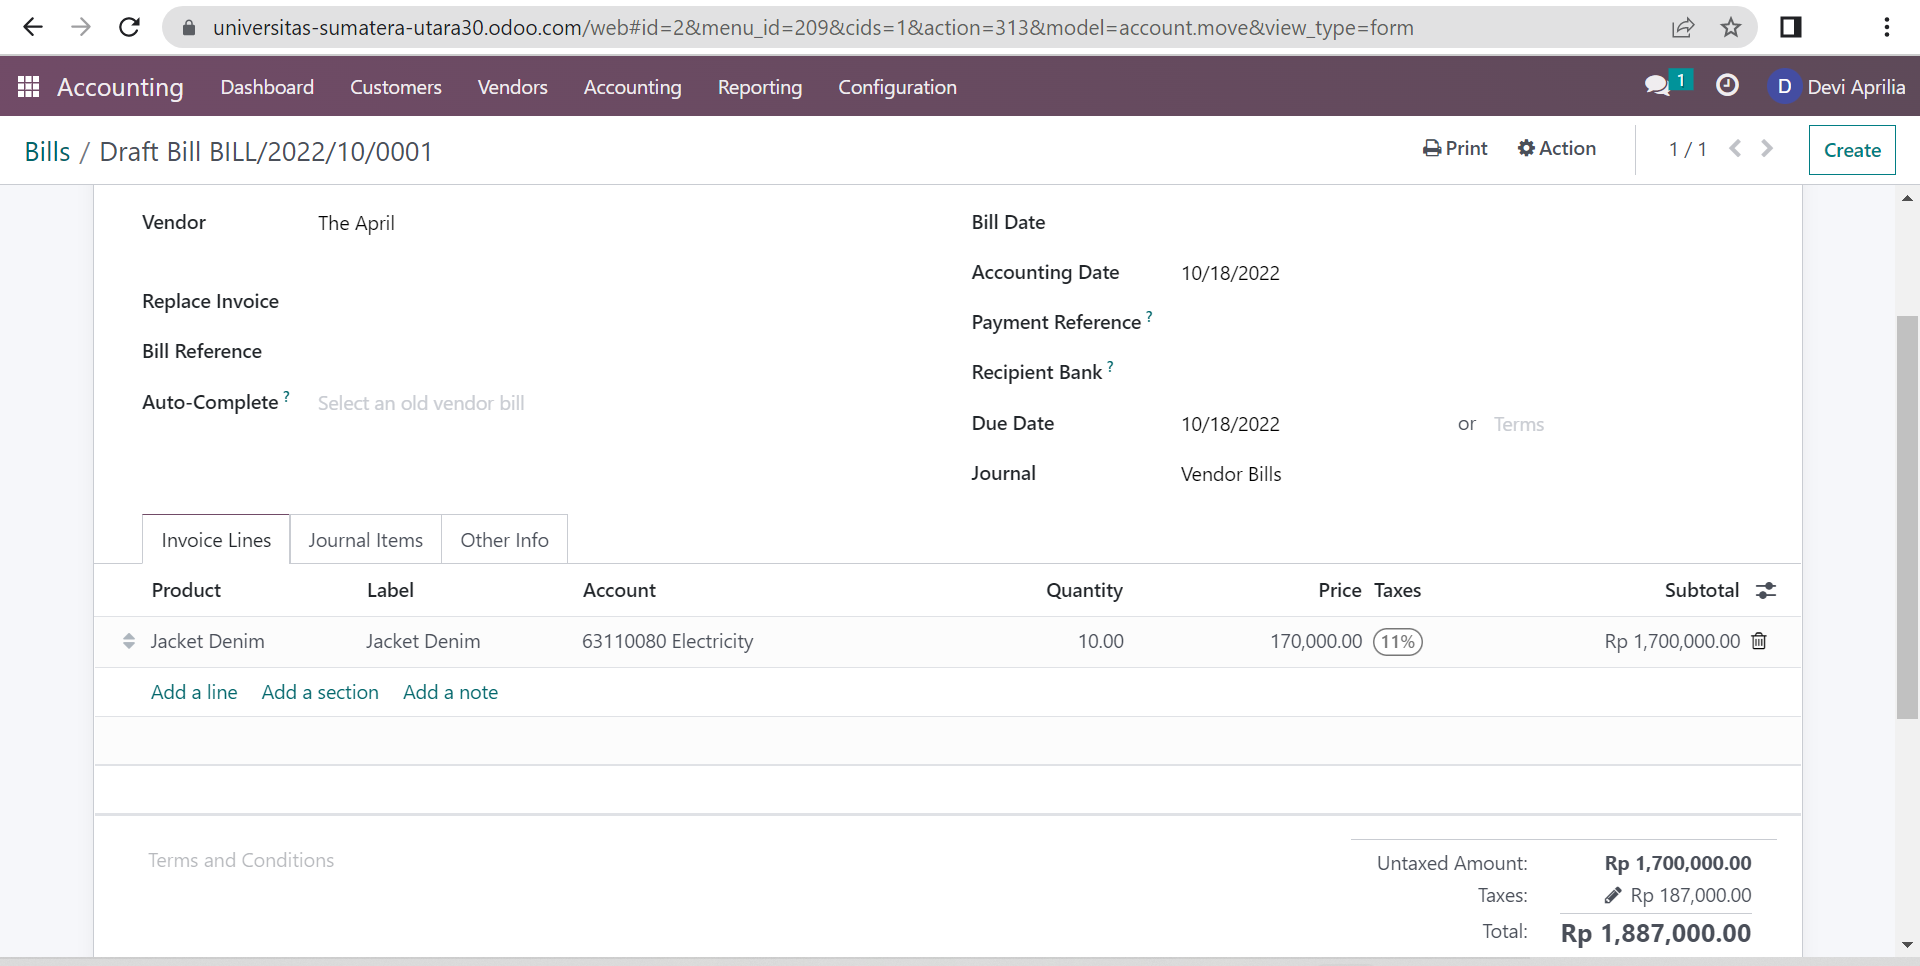 universitas-sumatera-utara30.odoo.com/web#id=2&menu_id=209&cids=1&action=313&model=account.move&view_type=form
Accounting Dashboard Customers Vendors Accounting Reporting Configuration 1 D Devi Aprilia
Bills / Draft Bill BILL/2022/10/0001 Print Action 1 / 1 Create
Vendor The April Bill Date
Accounting Date 10/18/2022
Replace Invoice
Payment Reference ?
Bill Reference
Recipient Bank ?
Auto-Complete ? Select an old vendor bill
Due Date 10/18/2022 or Terms
Journal Vendor Bills
Invoice Lines Journal Items Other Info
Product Label Account Quantity Price Taxes Subtotal
Jacket Denim Jacket Denim 63110080 Electricity 10.00 170,000.00 11% Rp 1,700,000.00
Add a line Add a section Add a note
Terms and Conditions
Untaxed Amount: Rp 1,700,000.00
Taxes: Rp 187,000.00
Total: Rp 1,887,000.00